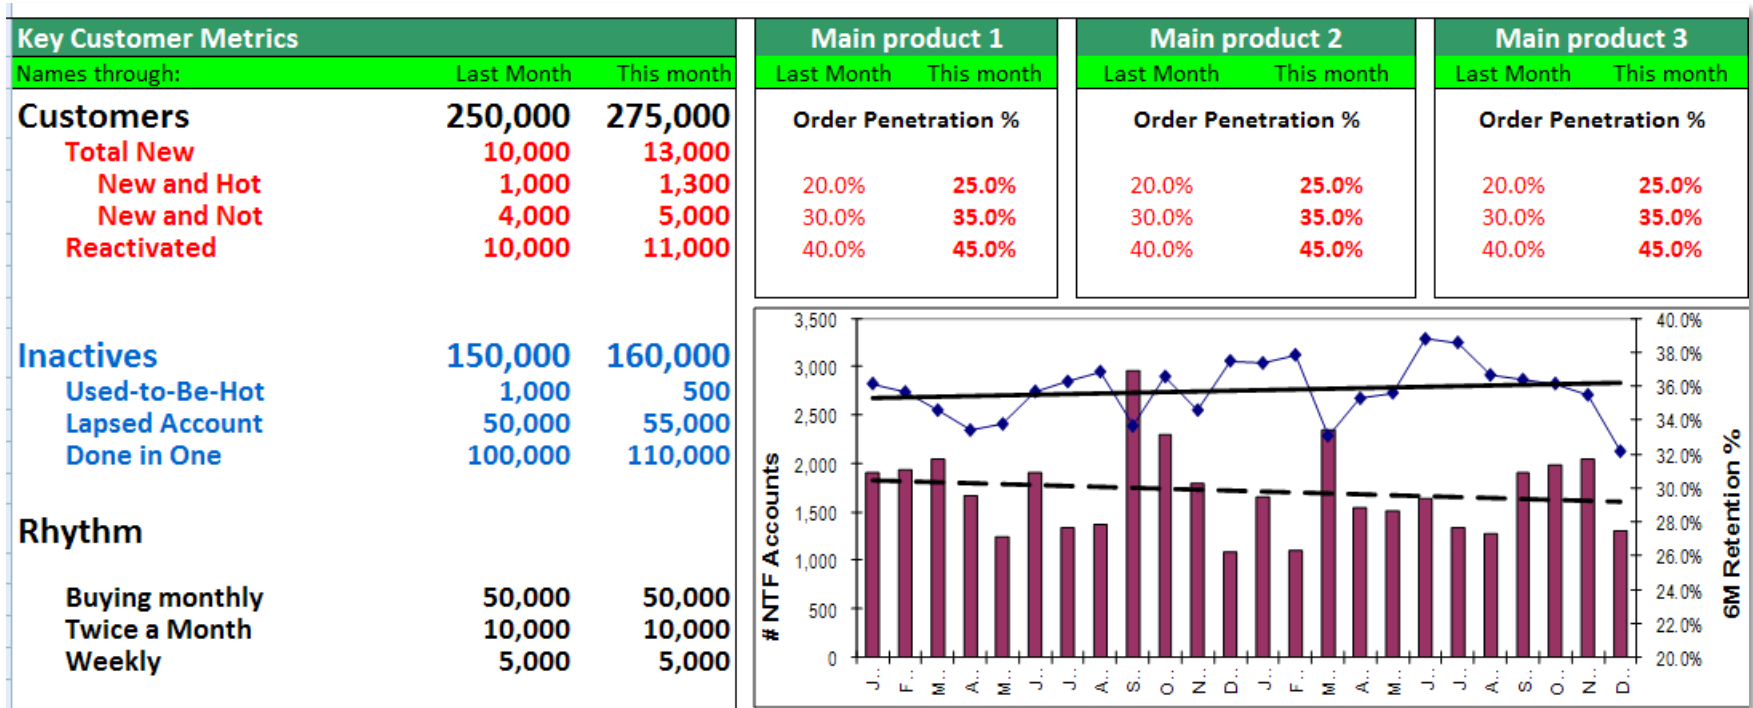 Key Customer Metrics
Names through: Last Month This month
Customers 250,000 275,000
Total New 10,000 13,000
New and Hot 1,000 1,300
New and Not 4,000 5,000
Reactivated 10,000 11,000
Inactives 150,000 160,000
Used-to-Be-Hot 1,000 500
Lapsed Account 50,000 55,000
Done in One 100,000 110,000
Rhythm
Buying monthly 50,000 50,000
Twice a Month 10,000 10,000
Weekly 5,000 5,000
Main product 1
Last Month This month
Order Penetration %
20.0% 25.0%
30.0% 35.0%
40.0% 45.0%
Main product 2
Last Month This month
Order Penetration %
20.0% 25.0%
30.0% 35.0%
40.0% 45.0%
Main product 3
Last Month This month
Order Penetration %
20.0% 25.0%
30.0% 35.0%
40.0% 45.0%
# NTF Accounts
3,500
3,000
2,500
2,000
1,500
1,000
500
0
J.. F.. M.. A.. M.. J.. J.. A.. S.. O.. N.. D.. J.. F.. M.. A.. M.. J.. J.. A.. S.. O.. N.. D..
40.0%
38.0%
36.0%
34.0%
32.0%
30.0%
28.0%
26.0%
24.0%
22.0%
20.0%
6M Retention %